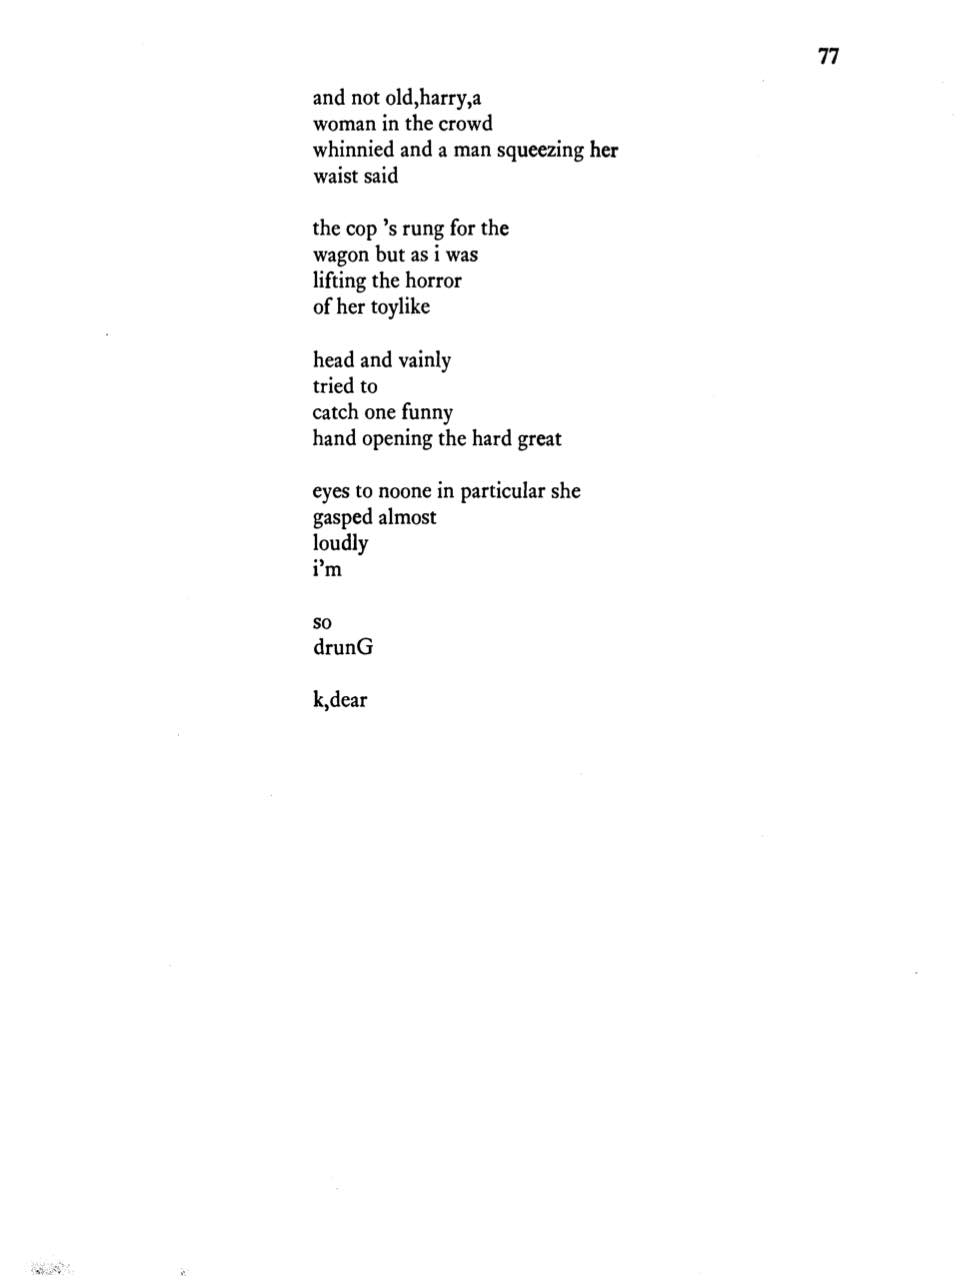 77
and not old,harry,a
woman in the crowd
whinnied and a man squeezing her
waist said
the cop ’s rung for the
wagon but as i was
lifting the horror
of her toylike
head and vainly
tried to
catch one funny
hand opening the hard great
eyes to noone in particular she
gasped almost
loudly
i’m
so
drunG
k,dear